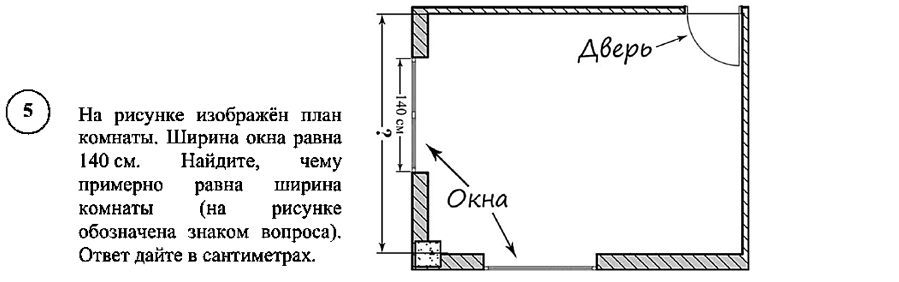 5
На рисунке изображён план
комнаты. Ширина окна равна
140 см. Найдите, чему
примерно равна ширина
комнаты (на рисунке
обозначена знаком вопроса).
Ответ дайте в сантиметрах.
?
140 см
Дверь
Окна